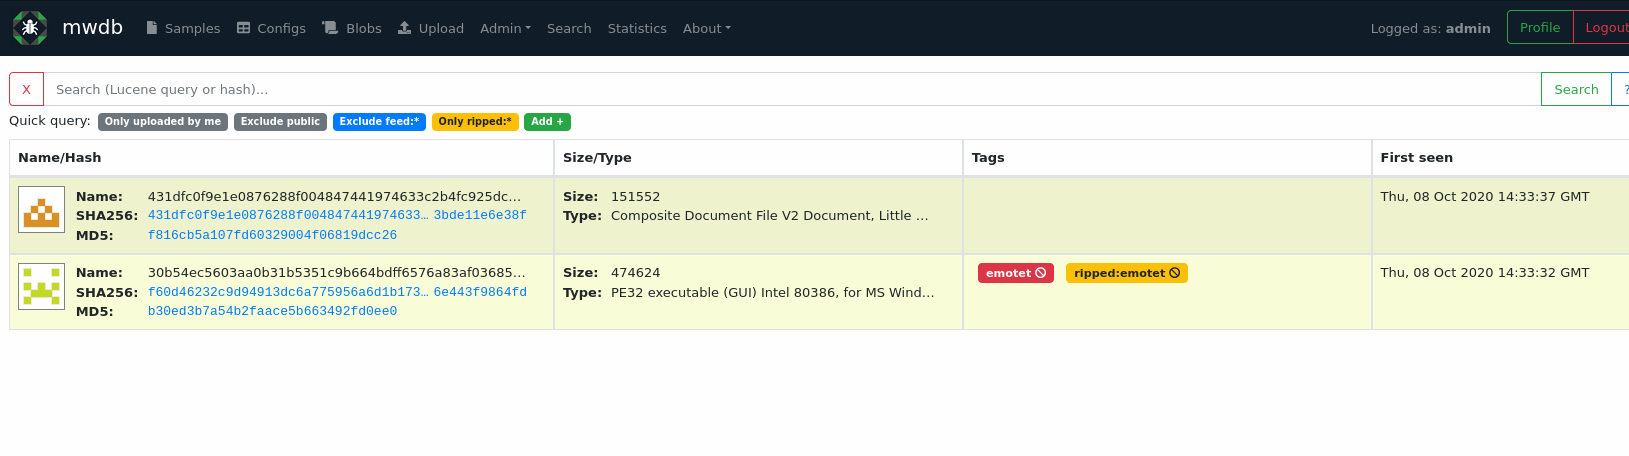 mwdb Samples Configs Blobs Upload Admin Search Statistics About Logged as: admin Profile Logout
X Search (Lucene query or hash)... Search ?
Quick query: Only uploaded by me Exclude public Exclude feed:* Only ripped:* Add +
Name/Hash Size/Type Tags First seen
Name: 431dfc0f9e1e0876288f004847441974633c2b4fc925dc... Size: 151552 Thu, 08 Oct 2020 14:33:37 GMT
SHA256: 431dfc0f9e1e0876288f004847441974633… 3bde11e6e38f Type: Composite Document File V2 Document, Little ...
MD5: f816cb5a107fd60329004f06819dcc26
Name: 30b54ec5603aa0b31b5351c9b664bdff6576a83af03685... Size: 474624 emotet ripped:emotet Thu, 08 Oct 2020 14:33:32 GMT
SHA256: f60d46232c9d94913dc6a775956a6d1b173… 6e443f9864fd Type: PE32 executable (GUI) Intel 80386, for MS Wind...
MD5: b30ed3b7a54b2faace5b663492fd0ee0